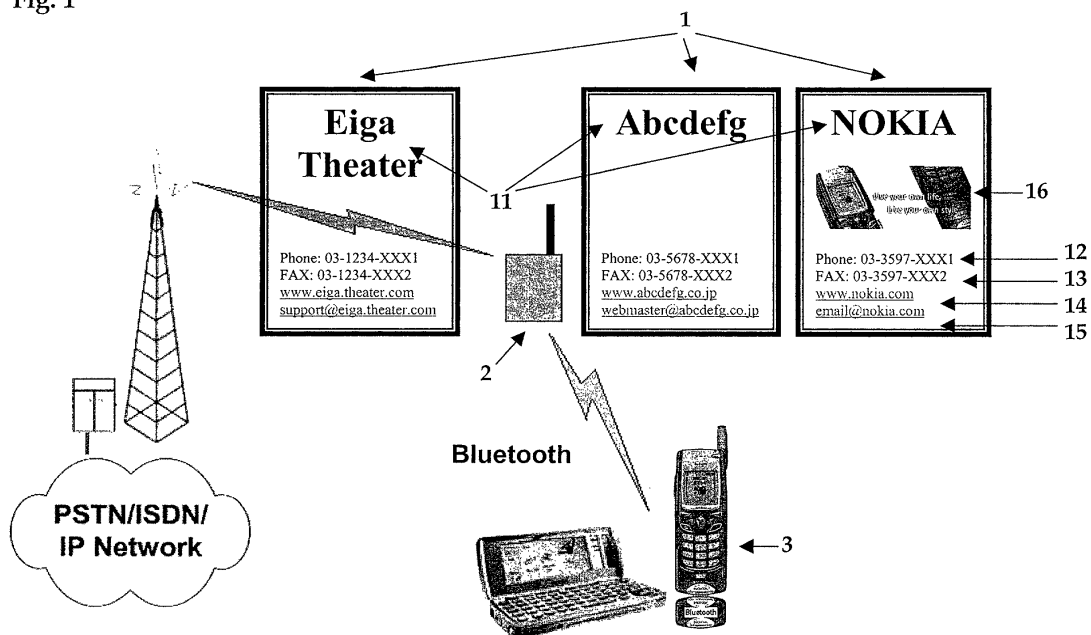 Fig. 1
1
Eiga
Theater
Abcdefg
NOKIA
11
16
Phone: 03-1234-XXX1
FAX: 03-1234-XXX2
www.eiga.theater.com
support@eiga.theater.com
Phone: 03-5678-XXX1
FAX: 03-5678-XXX2
www.abcdefg.co.jp
webmaster@abcdefg.co.jp
Phone: 03-3597-XXX1
FAX: 03-3597-XXX2
www.nokia.com
email@nokia.com
12
13
14
15
2
Bluetooth
PSTN/ISDN/
IP Network
3
Bluetooth